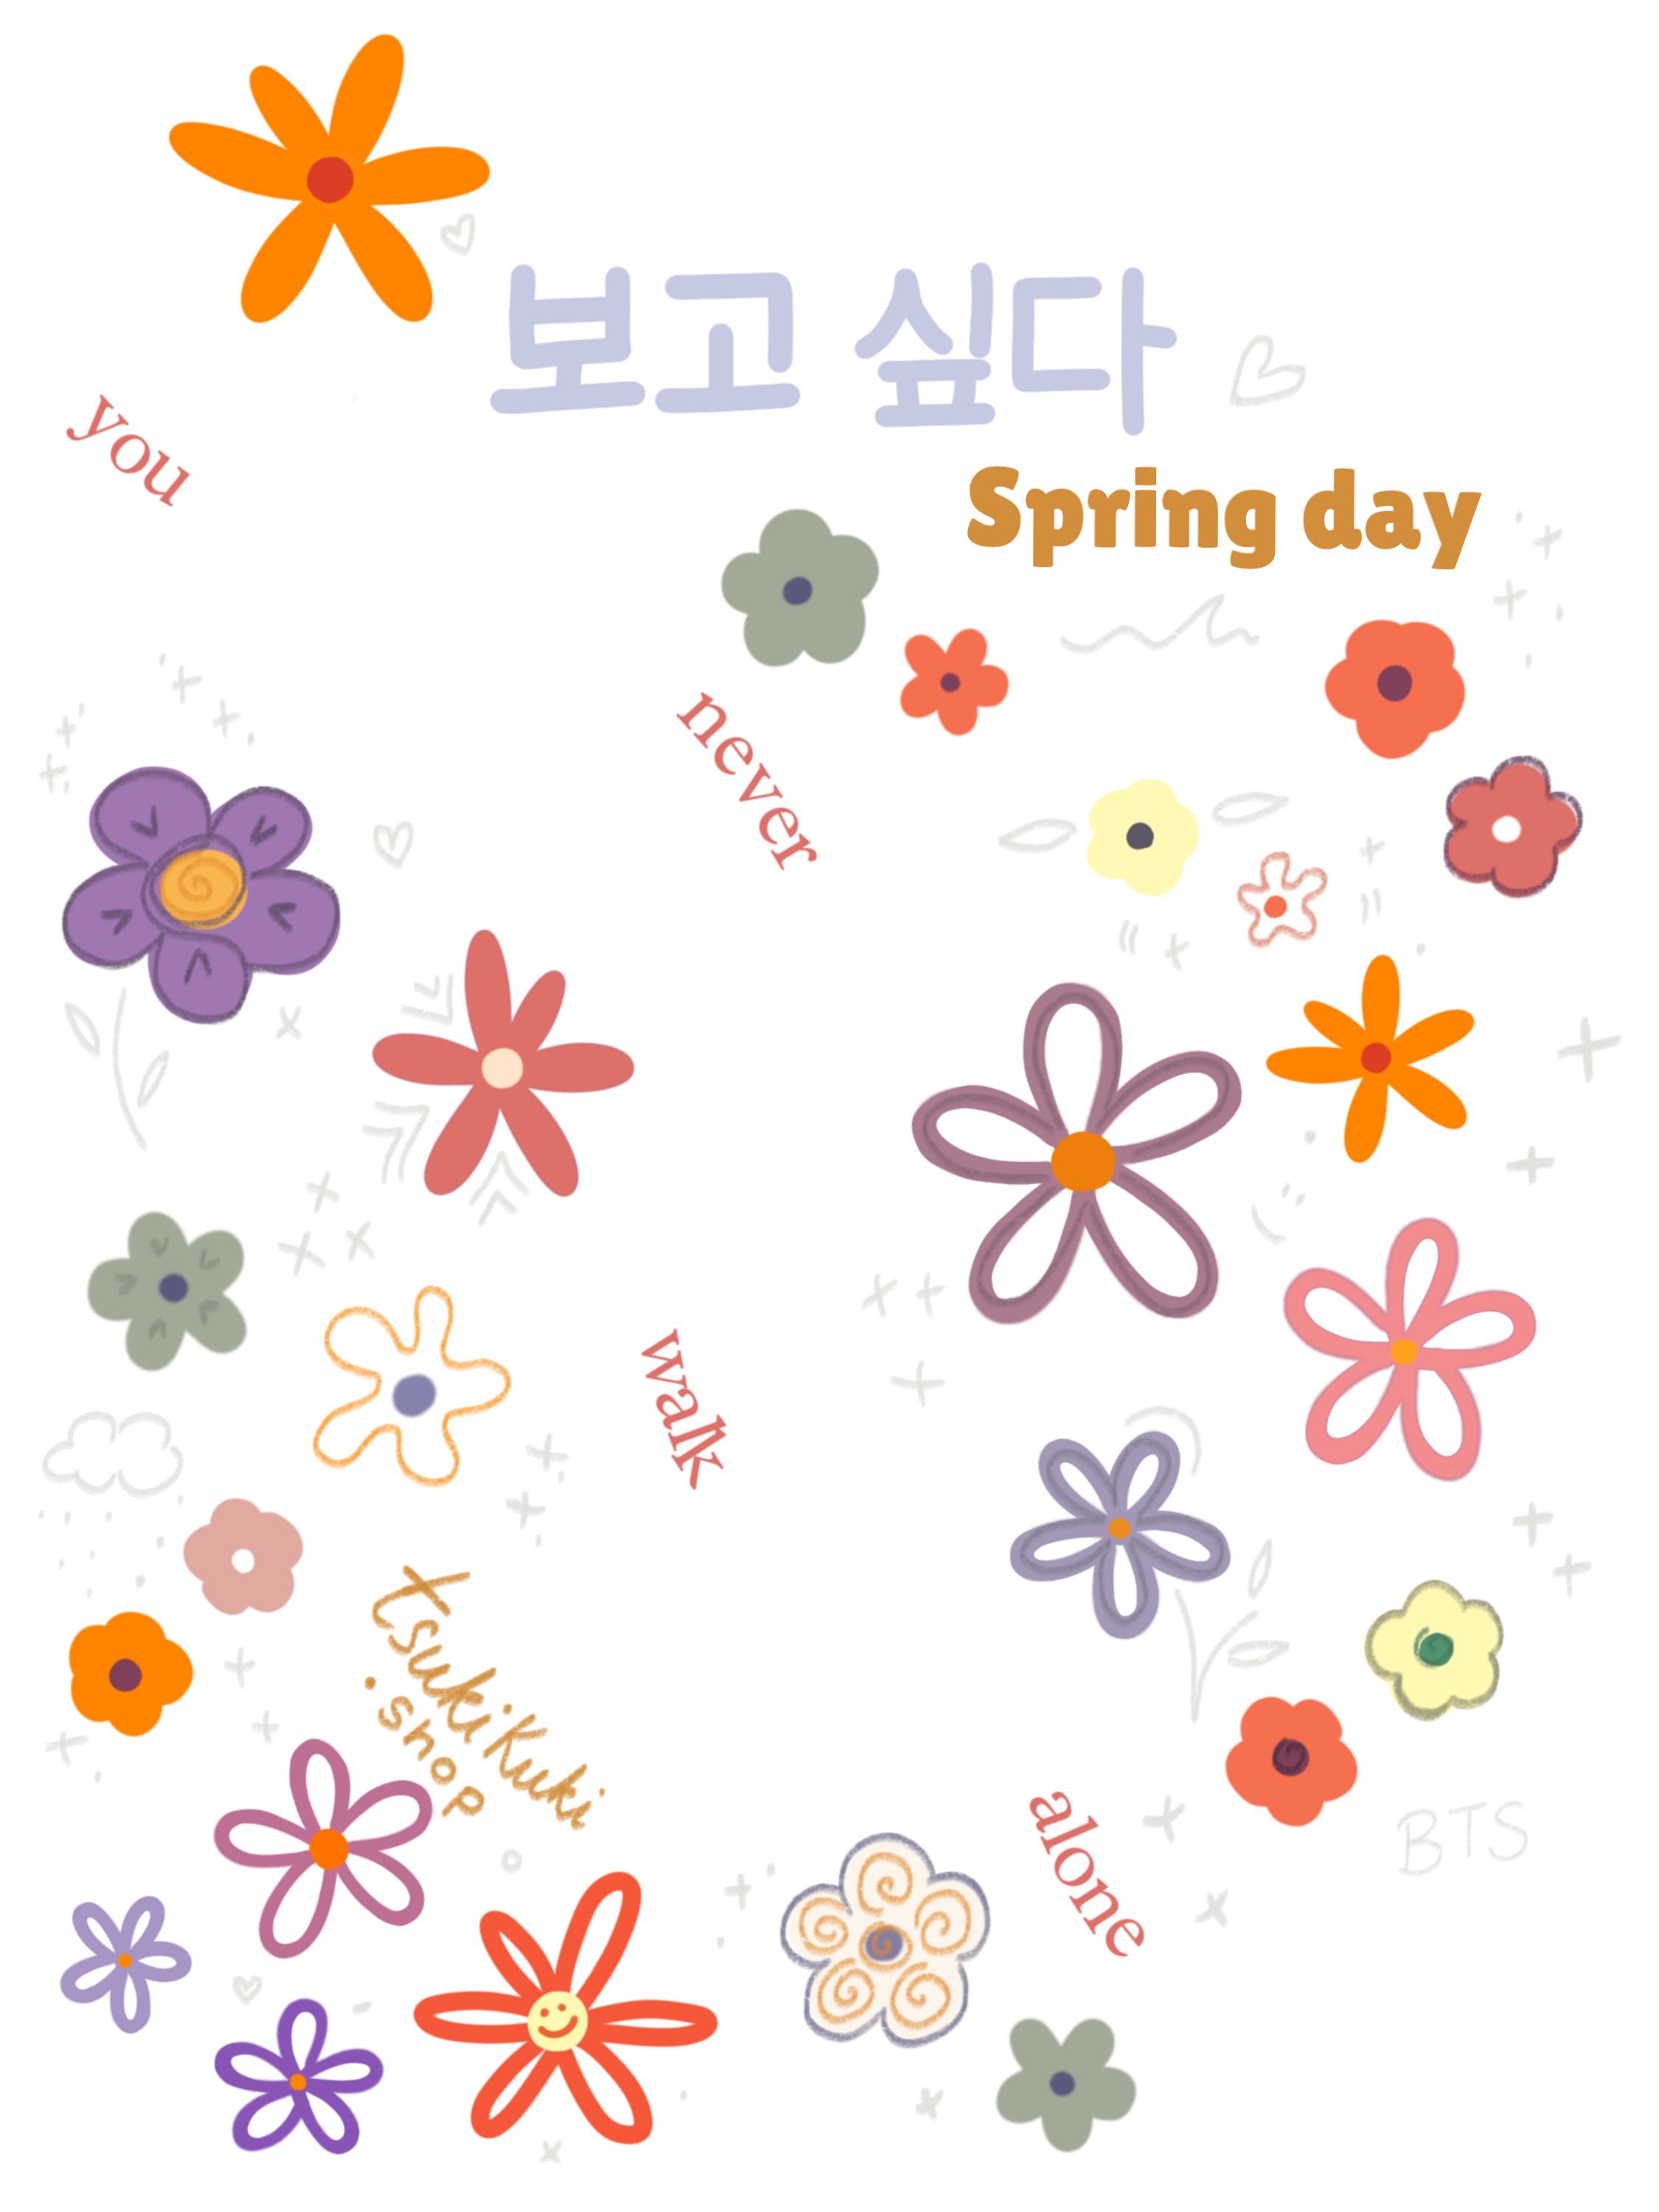 보고 싶다
you
Spring day
never
walk
tsukikuki
.shop
alone
BTS